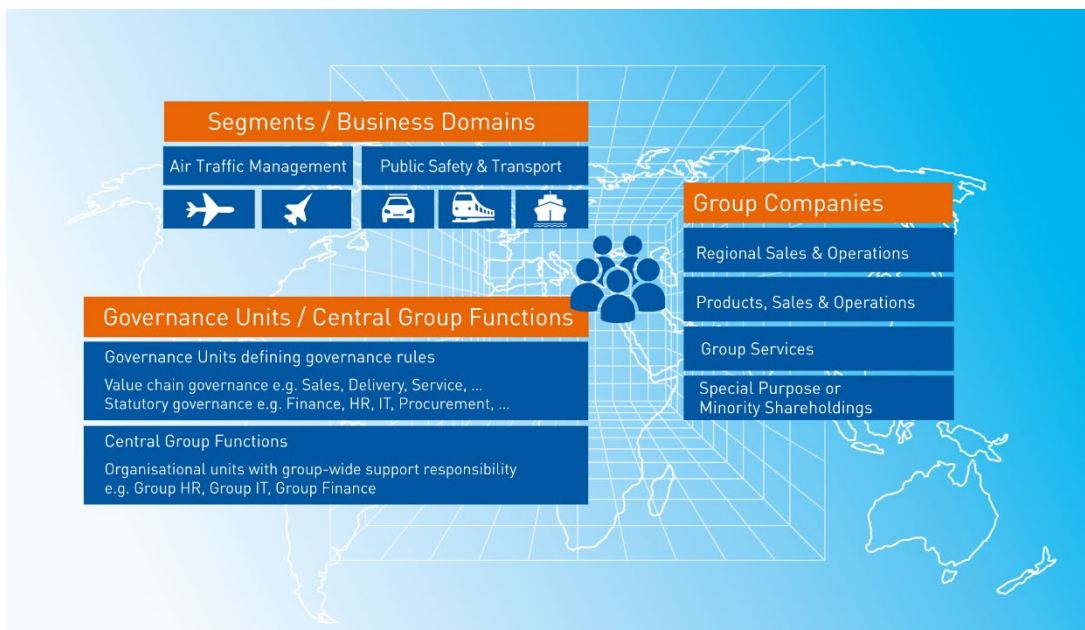 Segments / Business Domains
Air Traffic Management
Public Safety & Transport
Governance Units / Central Group Functions
Governance Units defining governance rules
Value chain governance e.g. Sales, Delivery, Service, ...
Statutory governance e.g. Finance, HR, IT, Procurement, ...
Central Group Functions
Organisational units with group-wide support responsibility
e.g. Group HR, Group IT, Group Finance
Group Companies
Regional Sales & Operations
Products, Sales & Operations
Group Services
Special Purpose or
Minority Shareholdings